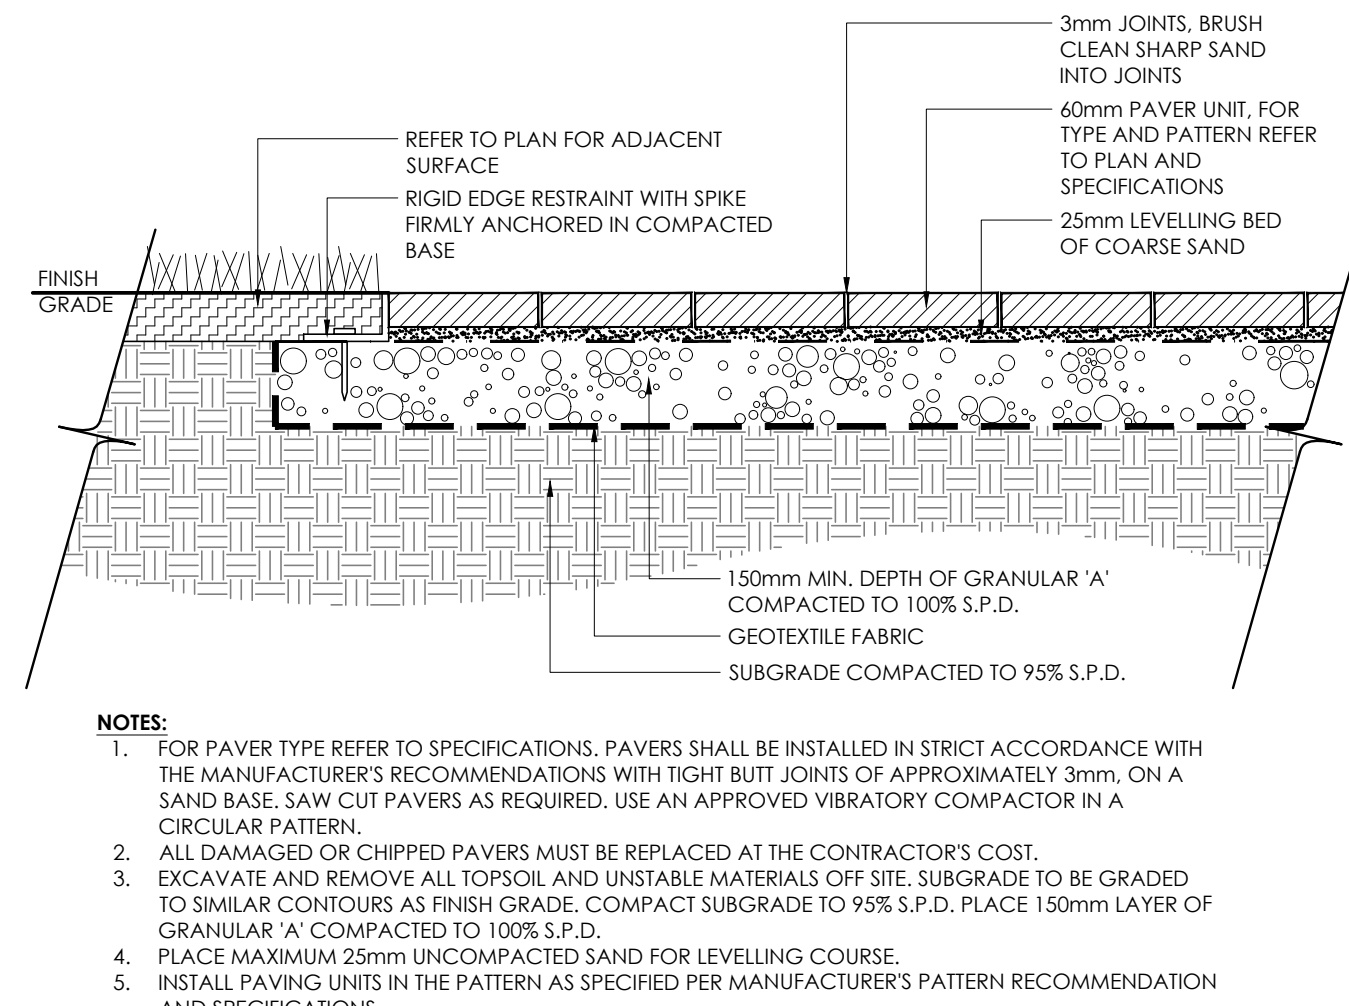 3mm JOINTS, BRUSH
CLEAN SHARP SAND
INTO JOINTS
60mm PAVER UNIT, FOR
TYPE AND PATTERN REFER
TO PLAN AND
SPECIFICATIONS
25mm LEVELLING BED
OF COARSE SAND
REFER TO PLAN FOR ADJACENT
SURFACE
RIGID EDGE RESTRAINT WITH SPIKE
FIRMLY ANCHORED IN COMPACTED
BASE
FINISH
GRADE
150mm MIN. DEPTH OF GRANULAR 'A'
COMPACTED TO 100% S.P.D.
GEOTEXTILE FABRIC
SUBGRADE COMPACTED TO 95% S.P.D.
NOTES:
1. FOR PAVER TYPE REFER TO SPECIFICATIONS. PAVERS SHALL BE INSTALLED IN STRICT ACCORDANCE WITH
THE MANUFACTURER'S RECOMMENDATIONS WITH TIGHT BUTT JOINTS OF APPROXIMATELY 3mm, ON A
SAND BASE. SAW CUT PAVERS AS REQUIRED. USE AN APPROVED VIBRATORY COMPACTOR IN A
CIRCULAR PATTERN.
2. ALL DAMAGED OR CHIPPED PAVERS MUST BE REPLACED AT THE CONTRACTOR'S COST.
3. EXCAVATE AND REMOVE ALL TOPSOIL AND UNSTABLE MATERIALS OFF SITE. SUBGRADE TO BE GRADED
TO SIMILAR CONTOURS AS FINISH GRADE. COMPACT SUBGRADE TO 95% S.P.D. PLACE 150mm LAYER OF
GRANULAR 'A' COMPACTED TO 100% S.P.D.
4. PLACE MAXIMUM 25mm UNCOMPACTED SAND FOR LEVELLING COURSE.
5. INSTALL PAVING UNITS IN THE PATTERN AS SPECIFIED PER MANUFACTURER'S PATTERN RECOMMENDATION
AND SPECIFICATIONS